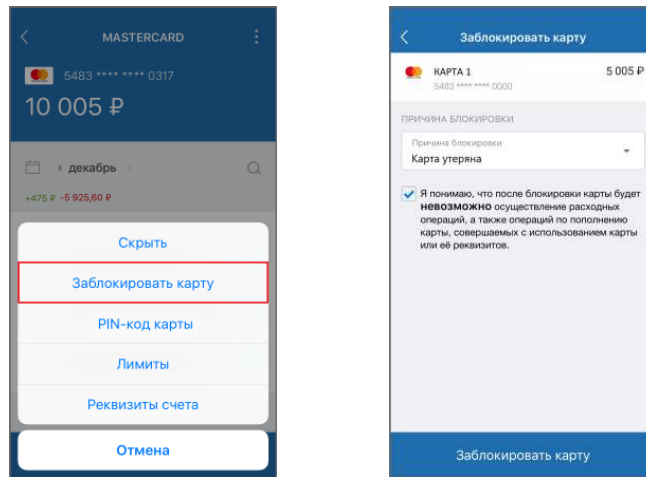 MASTERCARD
5483 **** **** 0317
10 005 ₽
декабрь
+475 ₽ -5 925,60 ₽
Скрыть
Заблокировать карту
PIN-код карты
Лимиты
Реквизиты счета
Отмена
Заблокировать карту
КАРТА 1 5 005 ₽
5483 **** **** 0000
ПРИЧИНА БЛОКИРОВКИ
Причина блокировки
Карта утеряна
Я понимаю, что после блокировки карты будет
невозможно осуществление расходных
операций, а также операций по пополнению
карты, совершаемых с использованием карты
или её реквизитов.
Заблокировать карту